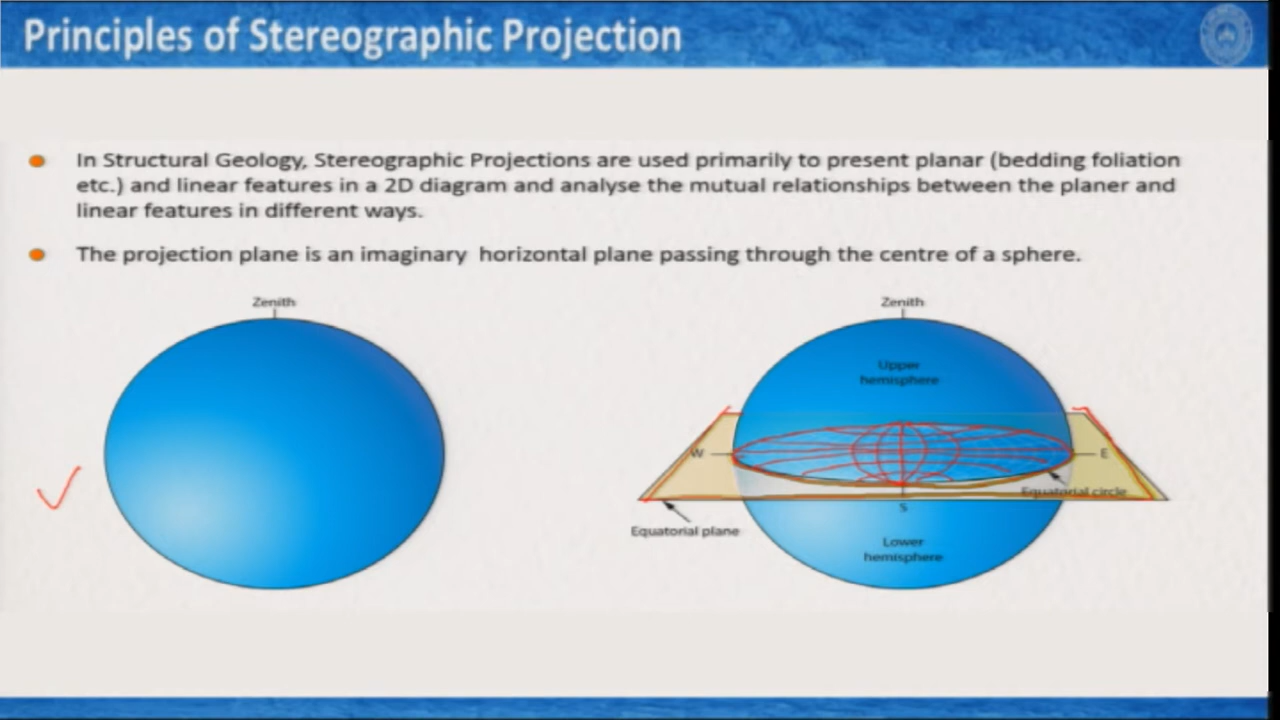 Principles of Stereographic Projection
In Structural Geology, Stereographic Projections are used primarily to present planar (bedding foliation
etc.) and linear features in a 2D diagram and analyse the mutual relationships between the planer and
linear features in different ways.
The projection plane is an imaginary horizontal plane passing through the centre of a sphere.
Zenith
Zenith
Upper
hemisphere
W
E
Equatorial circle
S
Equatorial plane
Lower
hemisphere